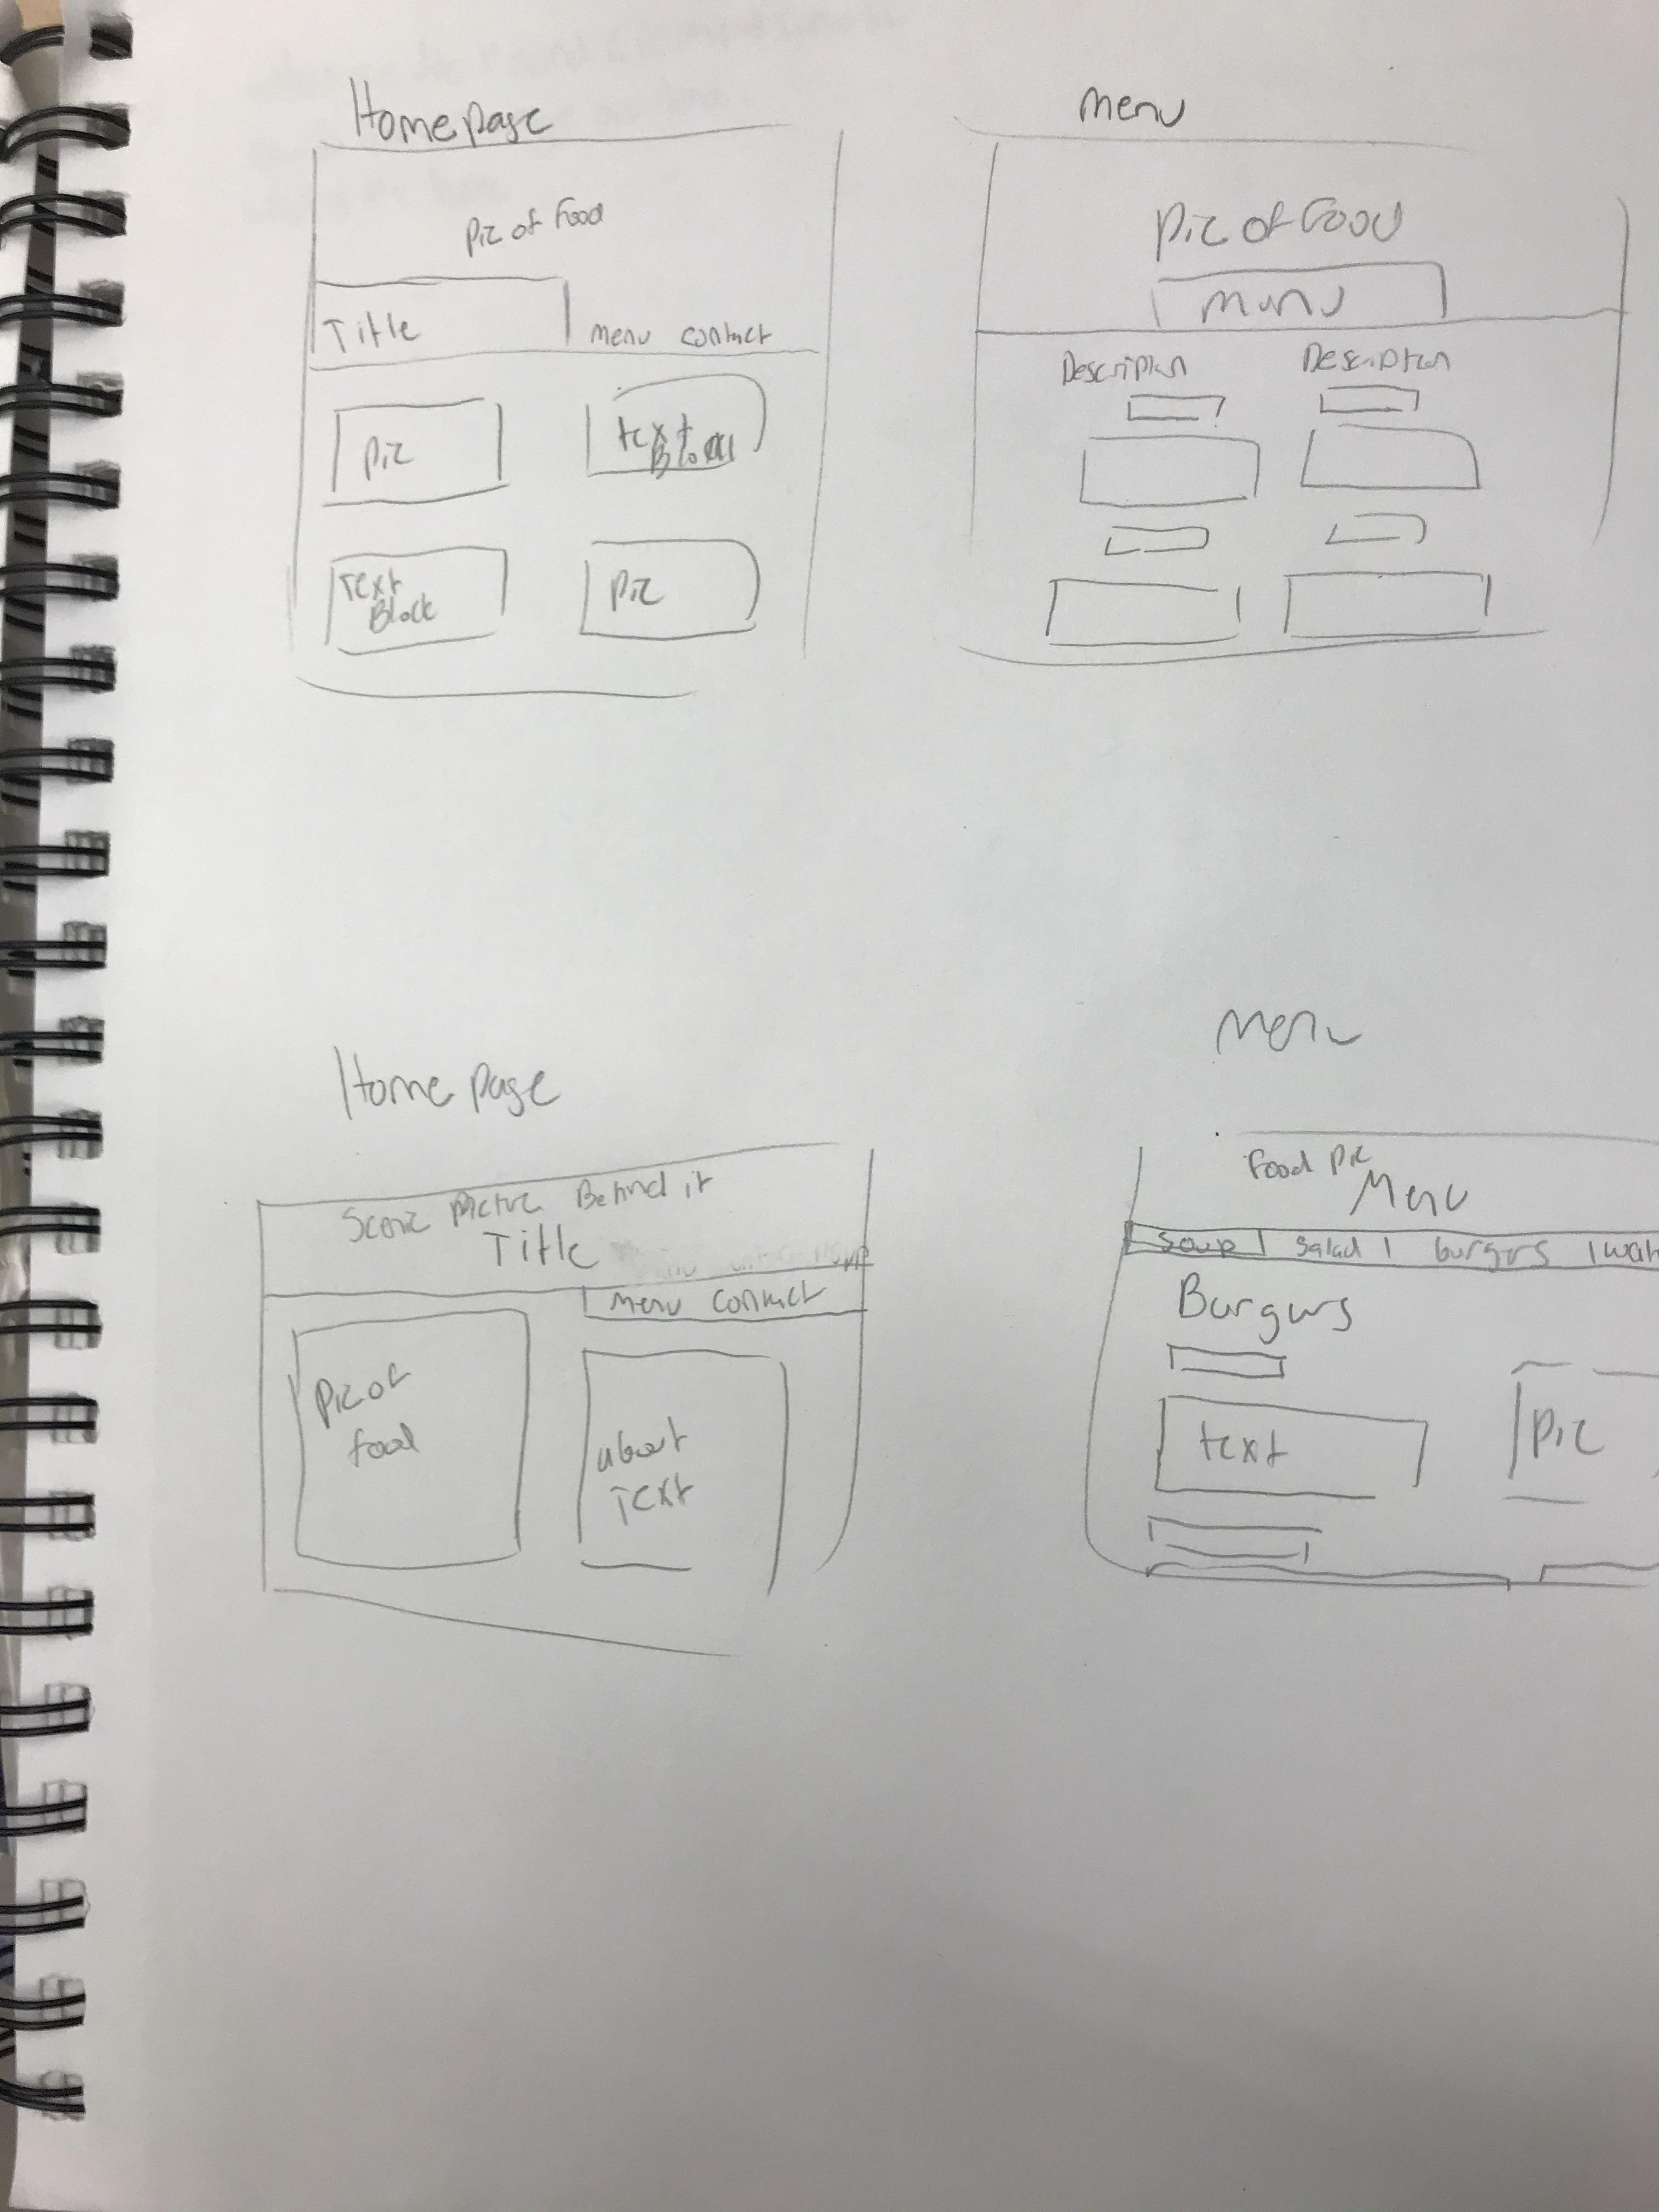 Homepage
Pic of Food
Title
Menu contact
Pic
text
Block
Text
Block
Pic
Menu
Pic of Food
Menu
Description
Description
Home page
Scenic Picture Behind it
Title
Menu contact
Pic of
food
about
Text
Menu
Food Pic
Menu
Soup | Salad | burgers |
Burgers
text
Pic